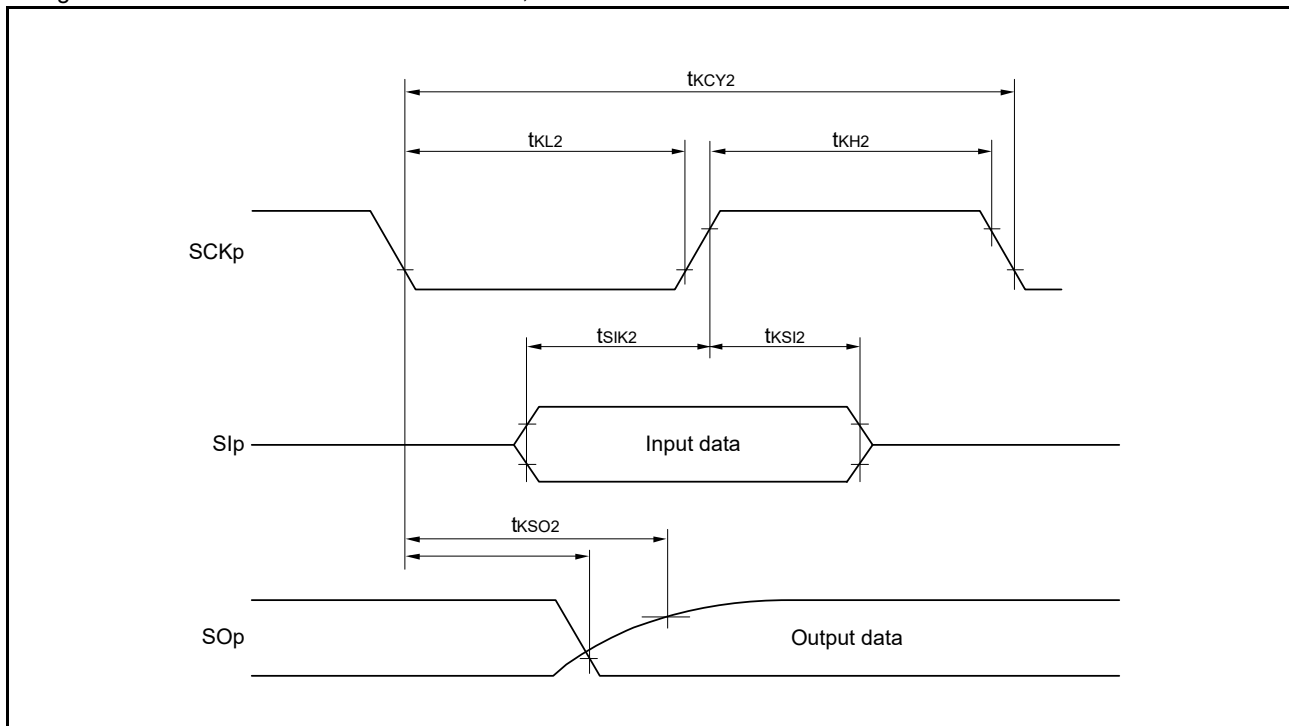 tKCY2
tKL2
tKH2
SCKp
tSIK2
tKSI2
SIp
Input data
tKSO2
SOp
Output data